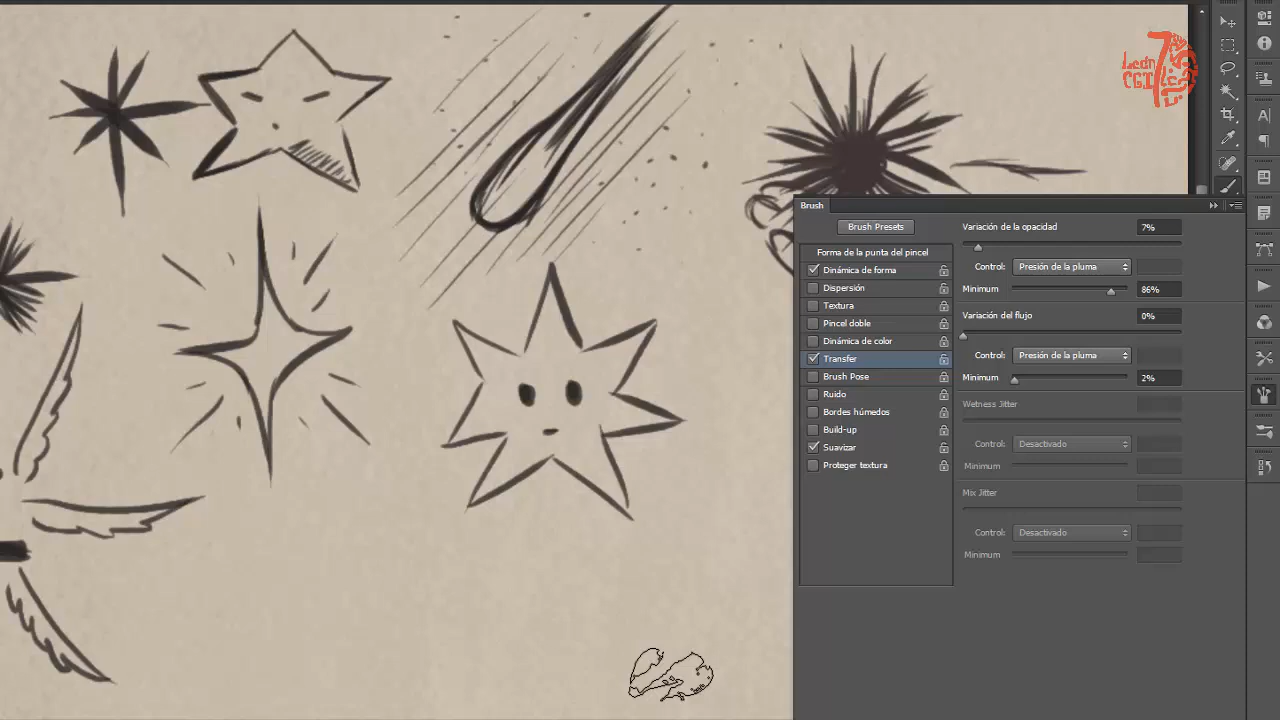 Learn
CGI
Brush
Brush Presets
Forma de la punta del pincel
Dinámica de forma
Dispersión
Textura
Pincel doble
Dinámica de color
Transfer
Brush Pose
Ruido
Bordes húmedos
Build-up
Suavizar
Proteger textura
Variación de la opacidad 7%
Control: Presión de la pluma
Minimum 86%
Variación del flujo 0%
Control: Presión de la pluma
Minimum 2%
Wetness Jitter
Control: Desactivado
Minimum
Mix Jitter
Control: Desactivado
Minimum